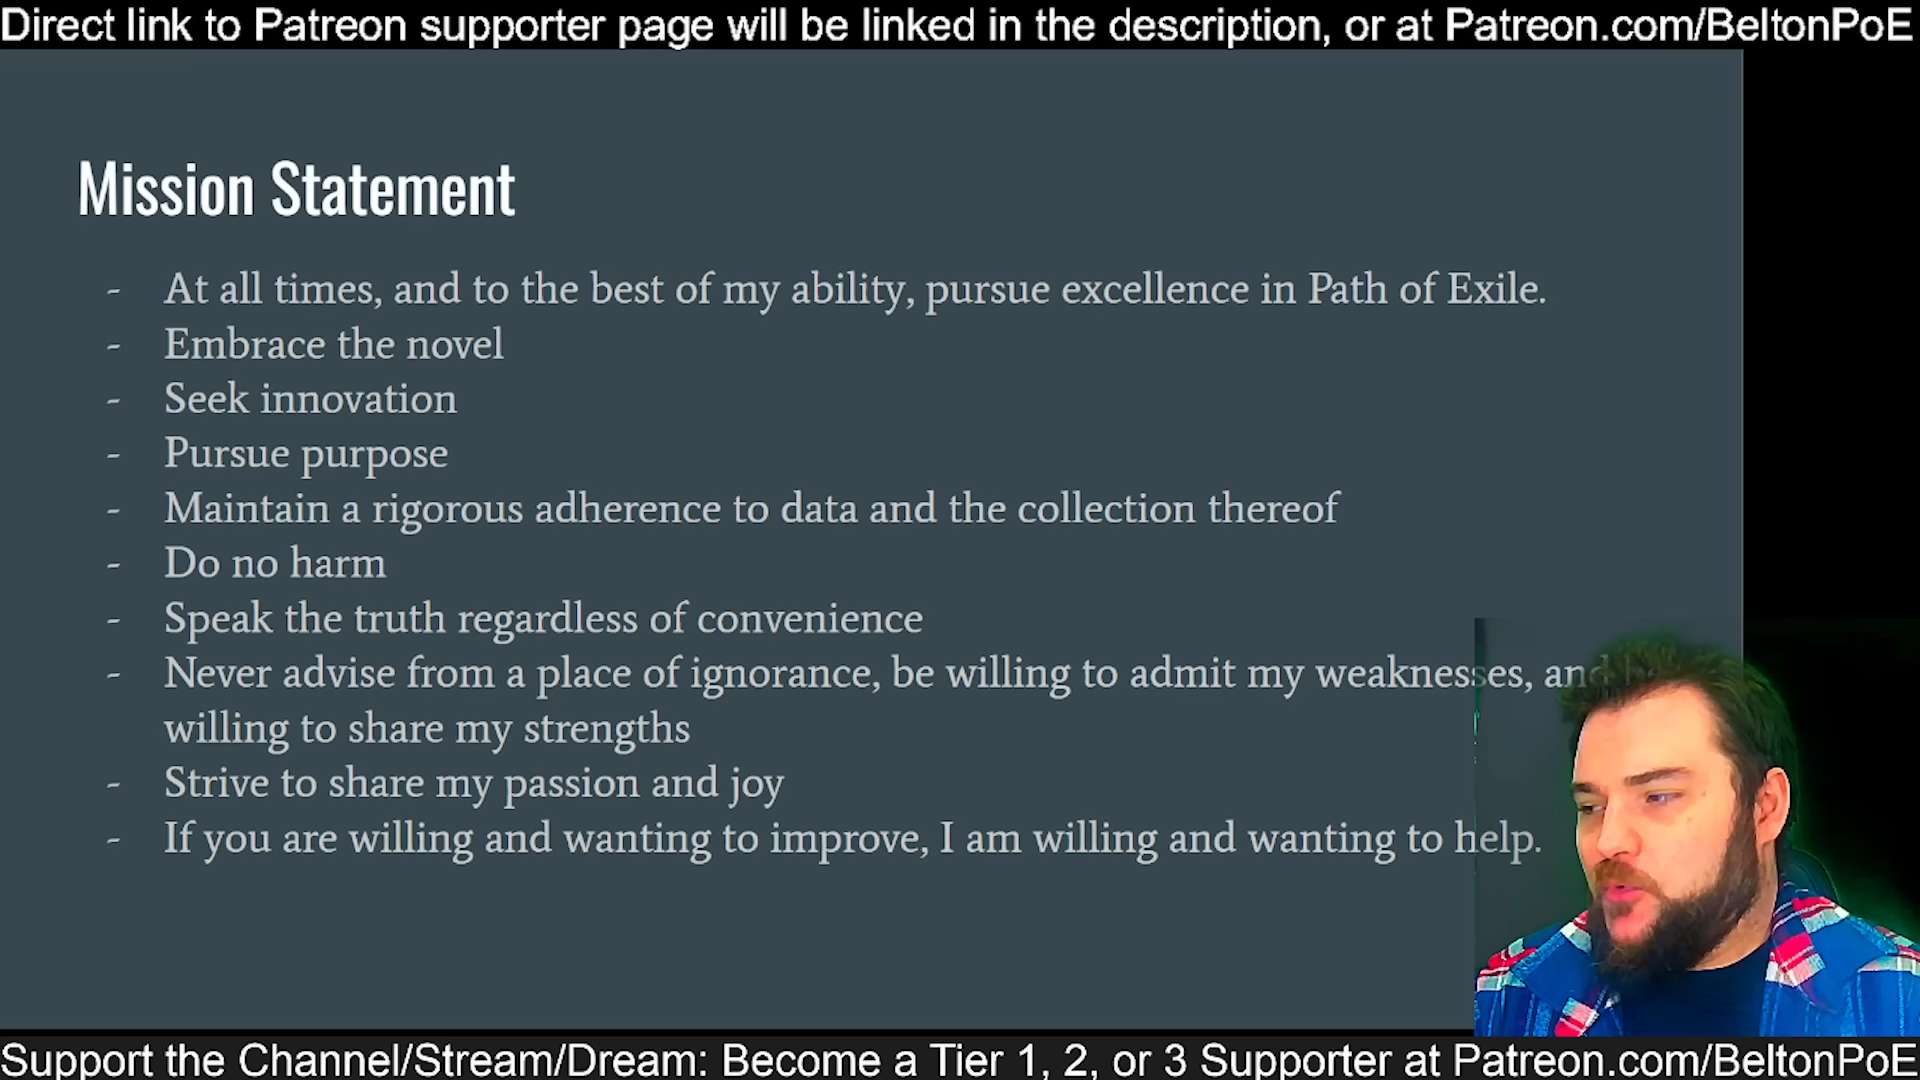 Direct link to Patreon supporter page will be linked in the description, or at Patreon.com/BeltonPoE
Mission Statement
- At all times, and to the best of my ability, pursue excellence in Path of Exile.
- Embrace the novel
- Seek innovation
- Pursue purpose
- Maintain a rigorous adherence to data and the collection thereof
- Do no harm
- Speak the truth regardless of convenience
- Never advise from a place of ignorance, be willing to admit my weaknesses, and be
willing to share my strengths
- Strive to share my passion and joy
- If you are willing and wanting to improve, I am willing and wanting to help.
Support the Channel/Stream/Dream: Become a Tier 1, 2, or 3 Supporter at Patreon.com/BeltonPoE